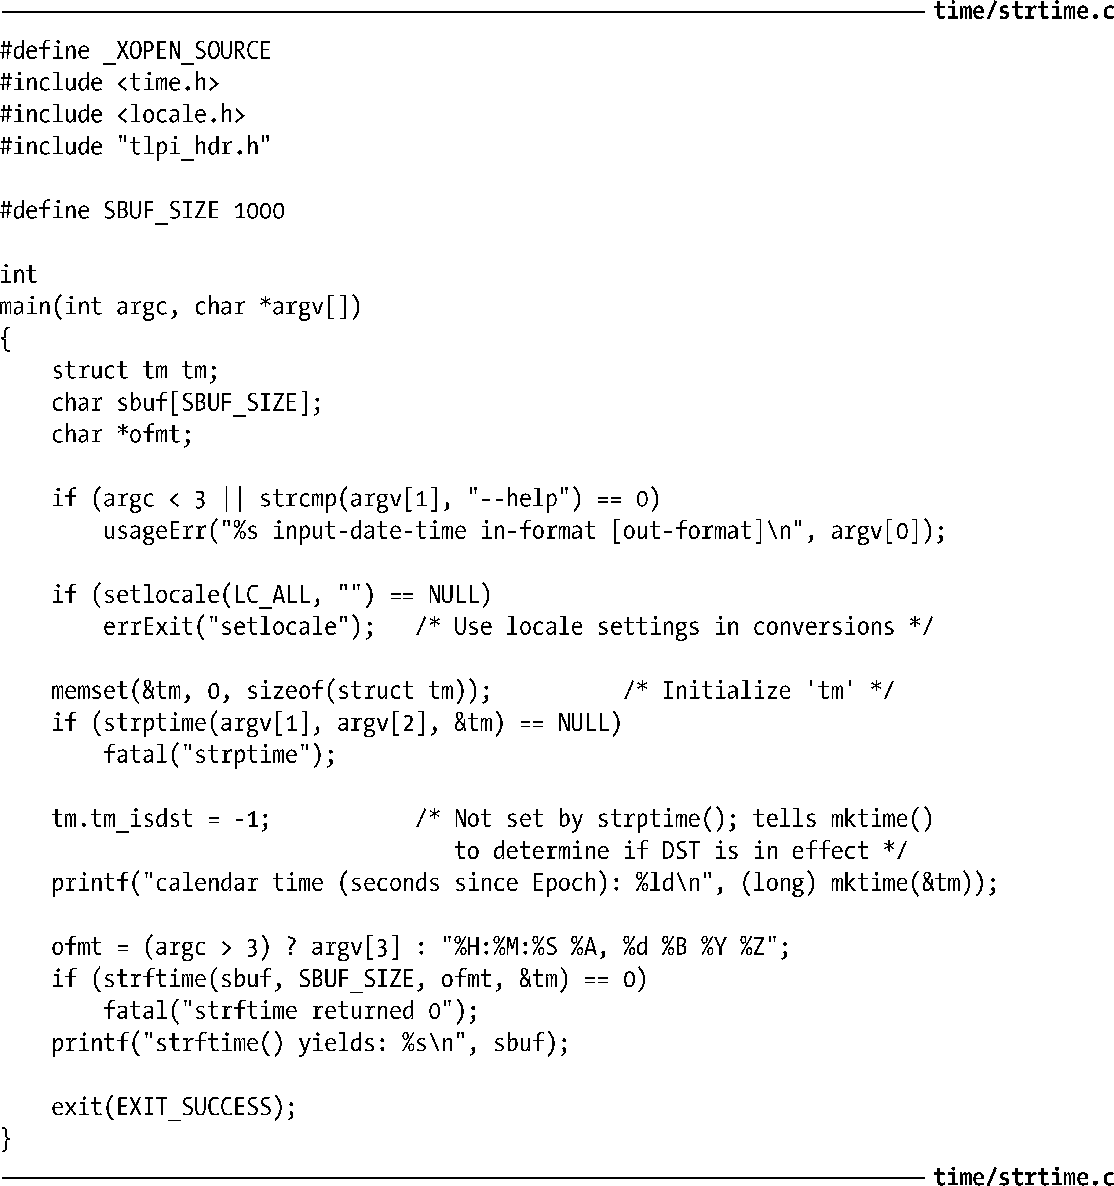 time/strtime.c
#define _XOPEN_SOURCE
#include <time.h>
#include <locale.h>
#include "tlpi_hdr.h"
#define SBUF_SIZE 1000
int
main(int argc, char *argv[])
{
    struct tm tm;
    char sbuf[SBUF_SIZE];
    char *ofmt;
    if (argc < 3 || strcmp(argv[1], "--help") == 0)
        usageErr("%s input-date-time in-format [out-format]\n", argv[0]);
    if (setlocale(LC_ALL, "") == NULL)
        errExit("setlocale");   /* Use locale settings in conversions */
    memset(&tm, 0, sizeof(struct tm));          /* Initialize 'tm' */
    if (strptime(argv[1], argv[2], &tm) == NULL)
        fatal("strptime");
    tm.tm_isdst = -1;           /* Not set by strptime(); tells mktime()
                                   to determine if DST is in effect */
    printf("calendar time (seconds since Epoch): %ld\n", (long) mktime(&tm));
    ofmt = (argc > 3) ? argv[3] : "%H:%M:%S %A, %d %B %Y %Z";
    if (strftime(sbuf, SBUF_SIZE, ofmt, &tm) == 0)
        fatal("strftime returned 0");
    printf("strftime() yields: %s\n", sbuf);
    exit(EXIT_SUCCESS);
}
time/strtime.c